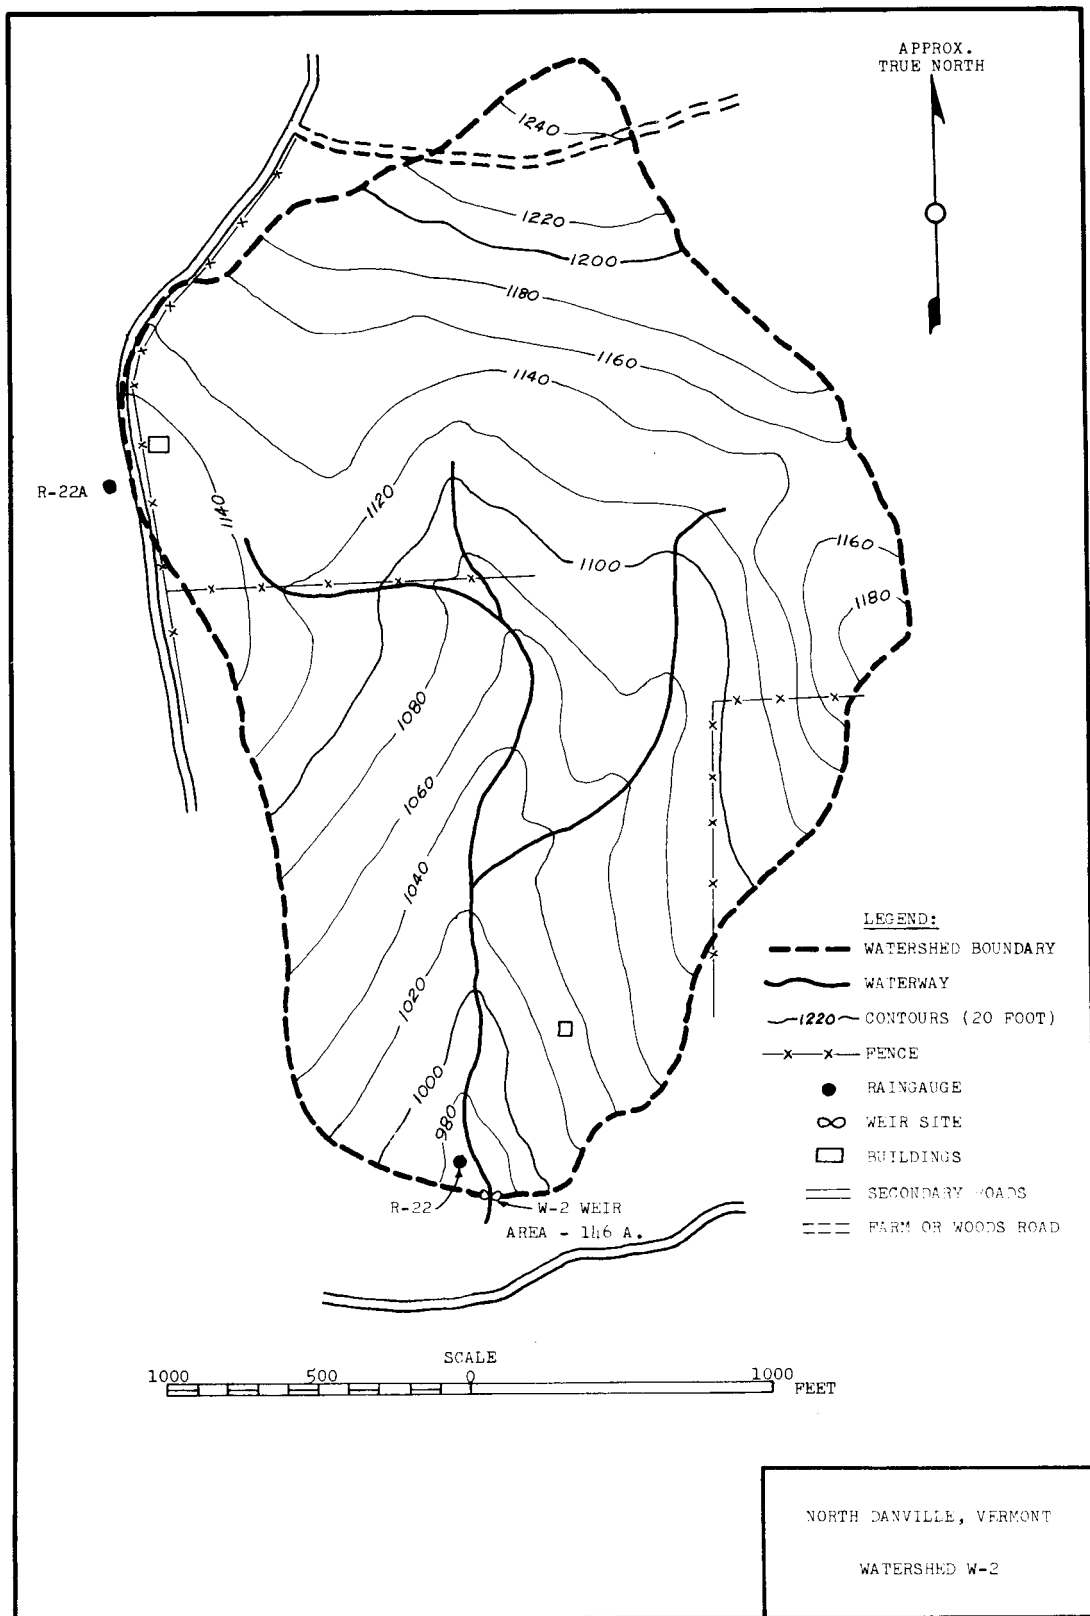 APPROX.
TRUE NORTH
1240
1220
1200
1180
1160
1140
R-22A
1140
1120
1100
1160
1180
1080
1060
1040
1020
1000
980
R-22
W-2 WEIR
AREA - 146 A.
LEGEND:
WATERSHED BOUNDARY
WATERWAY
1220 CONTOURS (20 FOOT)
FENCE
RAINGAUGE
WEIR SITE
BUILDINGS
SECONDARY ROADS
FARM OR WOODS ROAD
SCALE
1000 500 0 1000
FEET
NORTH DANVILLE, VERMONT
WATERSHED W-2